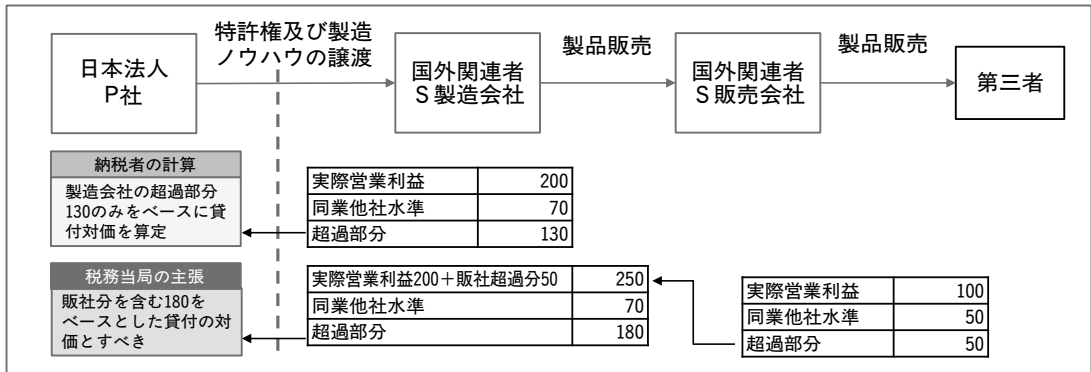 特許権及び製造
ノウハウの譲渡
製品販売
製品販売
日本法人
P社
国外関連者
S製造会社
国外関連者
S販売会社
第三者
納税者の計算
製造会社の超過部分
130のみをベースに貸
付対価を算定
実際営業利益 200
同業他社水準 70
超過部分 130
税務当局の主張
販社分を含む180を
ベースとした貸付の対
価とすべき
実際営業利益200＋販社超過分50 250
同業他社水準 70
超過部分 180
実際営業利益 100
同業他社水準 50
超過部分 50